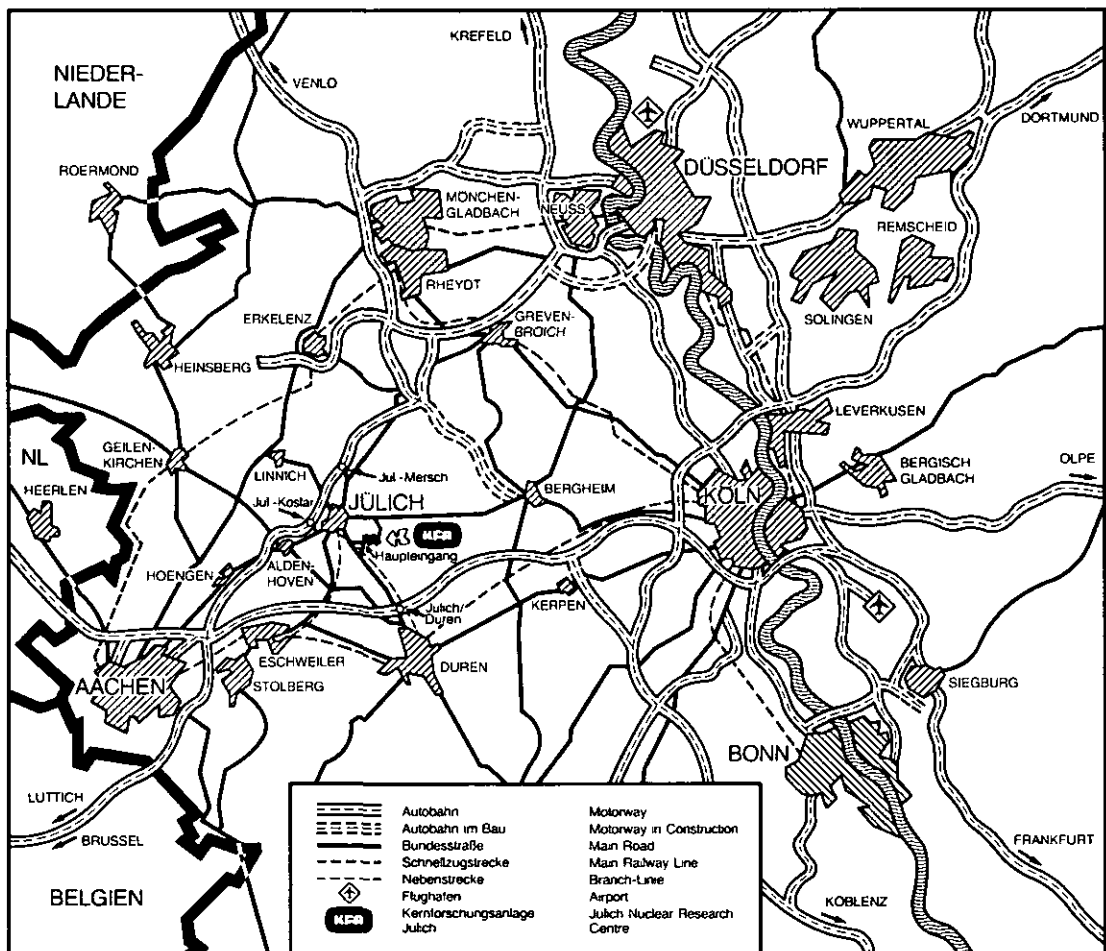 KREFELD
NIEDER-
LANDE
VENLO
DORTMUND
WUPPERTAL
DÜSSELDORF
ROERMOND
MÖNCHEN-
GLADBACH
NEUSS
REMSCHEID
RHEYDT
SOLINGEN
ERKELENZ
GREVEN-
BROICH
HEINSBERG
LEVERKUSEN
GEILEN-
KIRCHEN
NL
HEERLEN
LINNICH
Jul-Mersch
Jul-Koslar
JÜLICH
BERGHEIM
KÖLN
BERGISCH
GLADBACH
OLPE
KFA
Haupteingang
HOENGEN
ALDEN-
HOVEN
KERPEN
Julich/
Duren
ESCHWEILER
STOLBERG
DUREN
AACHEN
SIEGBURG
BONN
LUTTICH
BRUSSEL
BELGIEN
FRANKFURT
KOBLENZ
Autobahn Motorway
Autobahn im Bau Motorway in Construction
Bundesstraße Main Road
Schnellzugstrecke Main Railway Line
Nebenstrecke Branch-Line
Flughafen Airport
KFA Kernforschungsanlage Julich Nuclear Research
Julich Centre